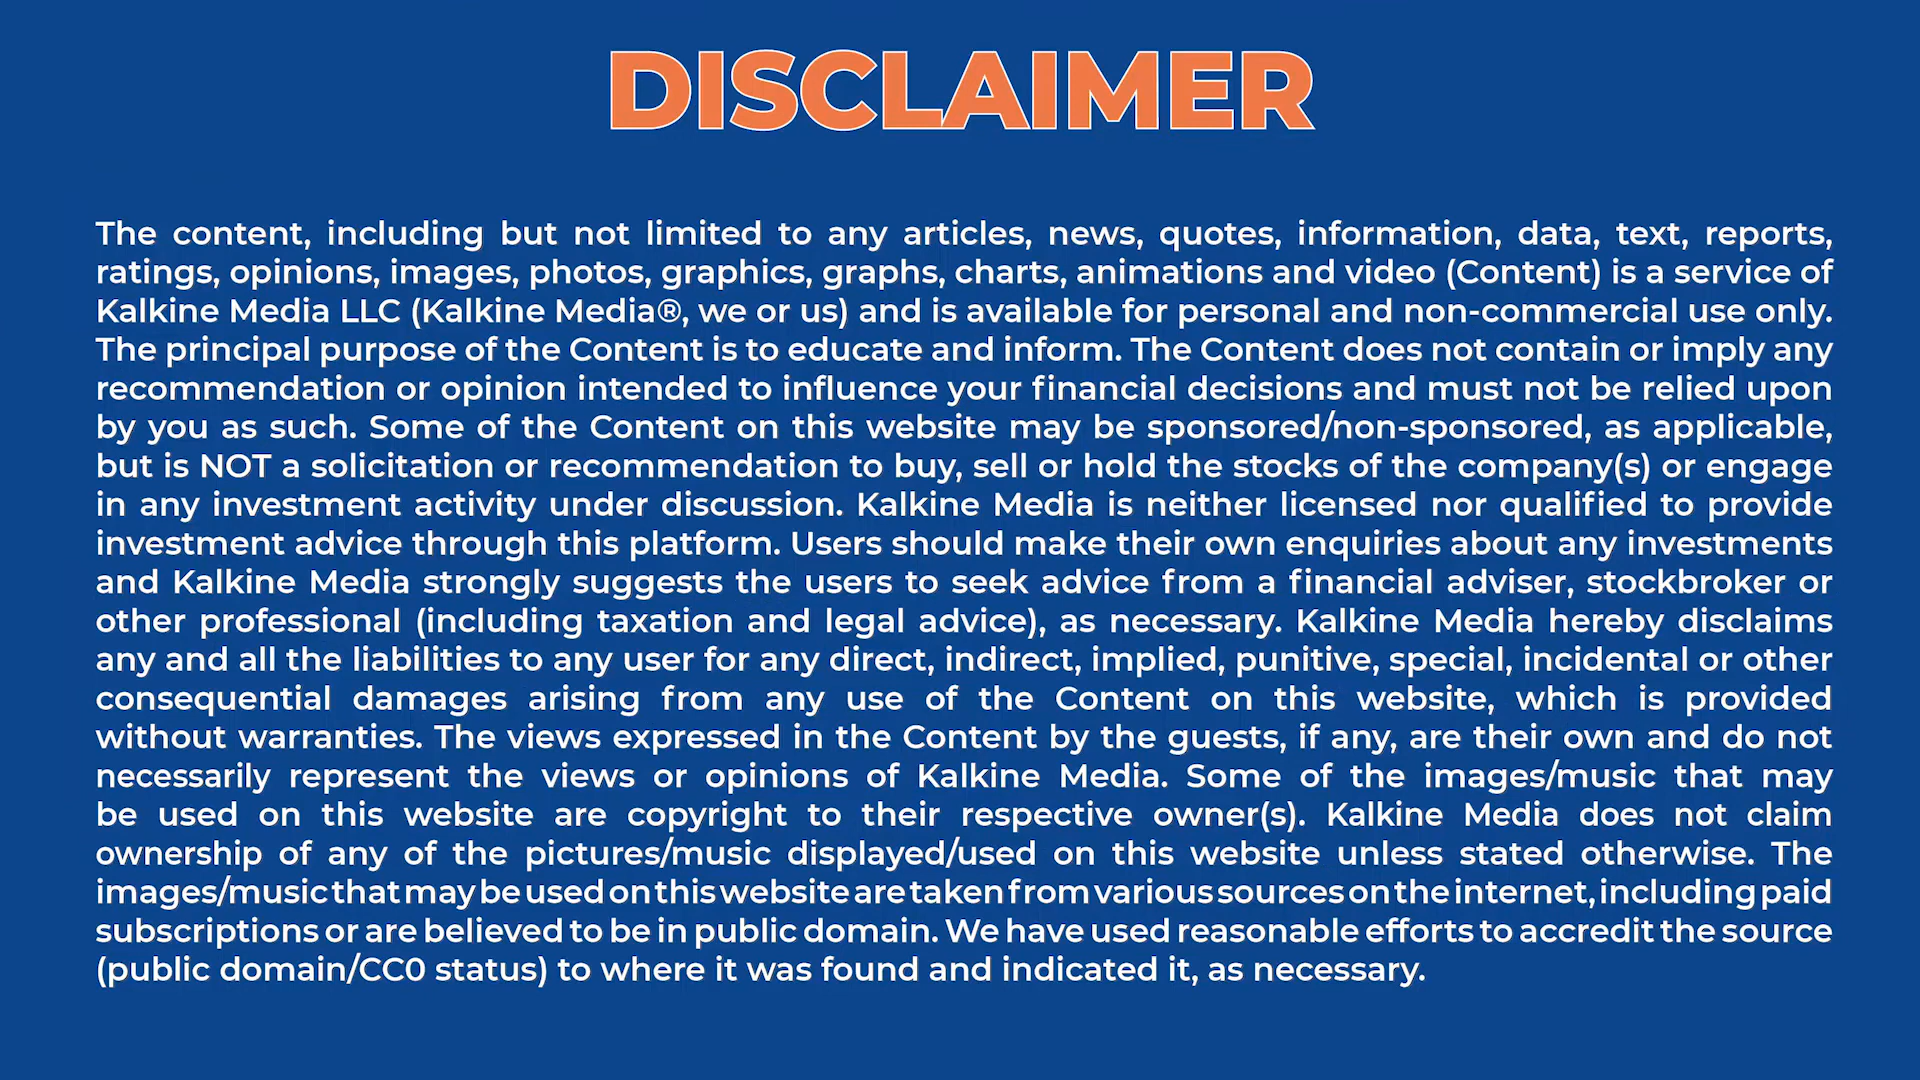 DISCLAIMER
The content, including but not limited to any articles, news, quotes, information, data, text, reports,
ratings, opinions, images, photos, graphics, graphs, charts, animations and video (Content) is a service of
Kalkine Media LLC (Kalkine Media®, we or us) and is available for personal and non-commercial use only.
The principal purpose of the Content is to educate and inform. The Content does not contain or imply any
recommendation or opinion intended to influence your financial decisions and must not be relied upon
by you as such. Some of the Content on this website may be sponsored/non-sponsored, as applicable,
but is NOT a solicitation or recommendation to buy, sell or hold the stocks of the company(s) or engage
in any investment activity under discussion. Kalkine Media is neither licensed nor qualified to provide
investment advice through this platform. Users should make their own enquiries about any investments
and Kalkine Media strongly suggests the users to seek advice from a financial adviser, stockbroker or
other professional (including taxation and legal advice), as necessary. Kalkine Media hereby disclaims
any and all the liabilities to any user for any direct, indirect, implied, punitive, special, incidental or other
consequential damages arising from any use of the Content on this website, which is provided
without warranties. The views expressed in the Content by the guests, if any, are their own and do not
necessarily represent the views or opinions of Kalkine Media. Some of the images/music that may
be used on this website are copyright to their respective owner(s). Kalkine Media does not claim
ownership of any of the pictures/music displayed/used on this website unless stated otherwise. The
images/music that may be used on this website are taken from various sources on the internet, including paid
subscriptions or are believed to be in public domain. We have used reasonable efforts to accredit the source
(public domain/CC0 status) to where it was found and indicated it, as necessary.